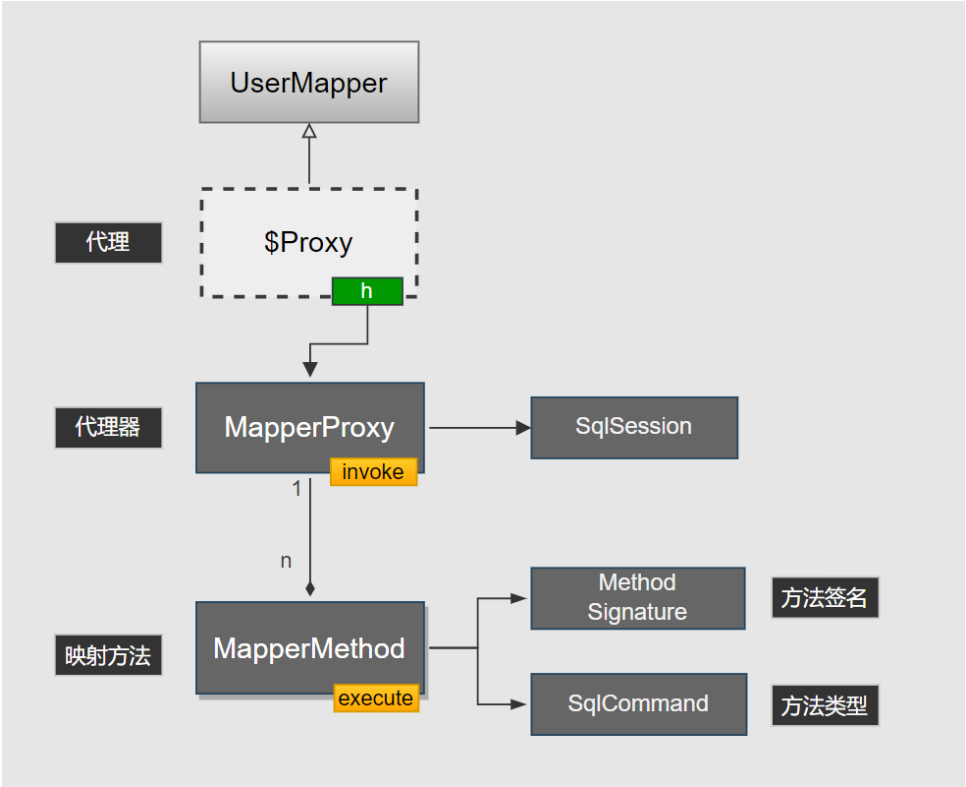 UserMapper
代理
$Proxy
h
代理器
MapperProxy
SqlSession
invoke
1
n
映射方法
MapperMethod
execute
Method
Signature
方法签名
SqlCommand
方法类型